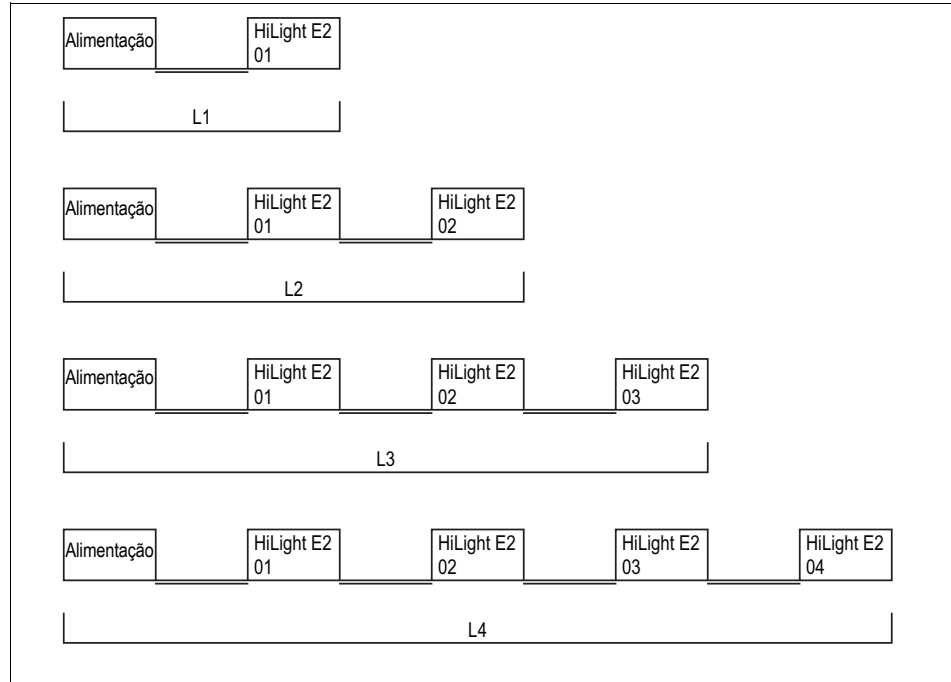 Alimentação
HiLight E2
01
L1
Alimentação
HiLight E2
01
HiLight E2
02
L2
Alimentação
HiLight E2
01
HiLight E2
02
HiLight E2
03
L3
Alimentação
HiLight E2
01
HiLight E2
02
HiLight E2
03
HiLight E2
04
L4